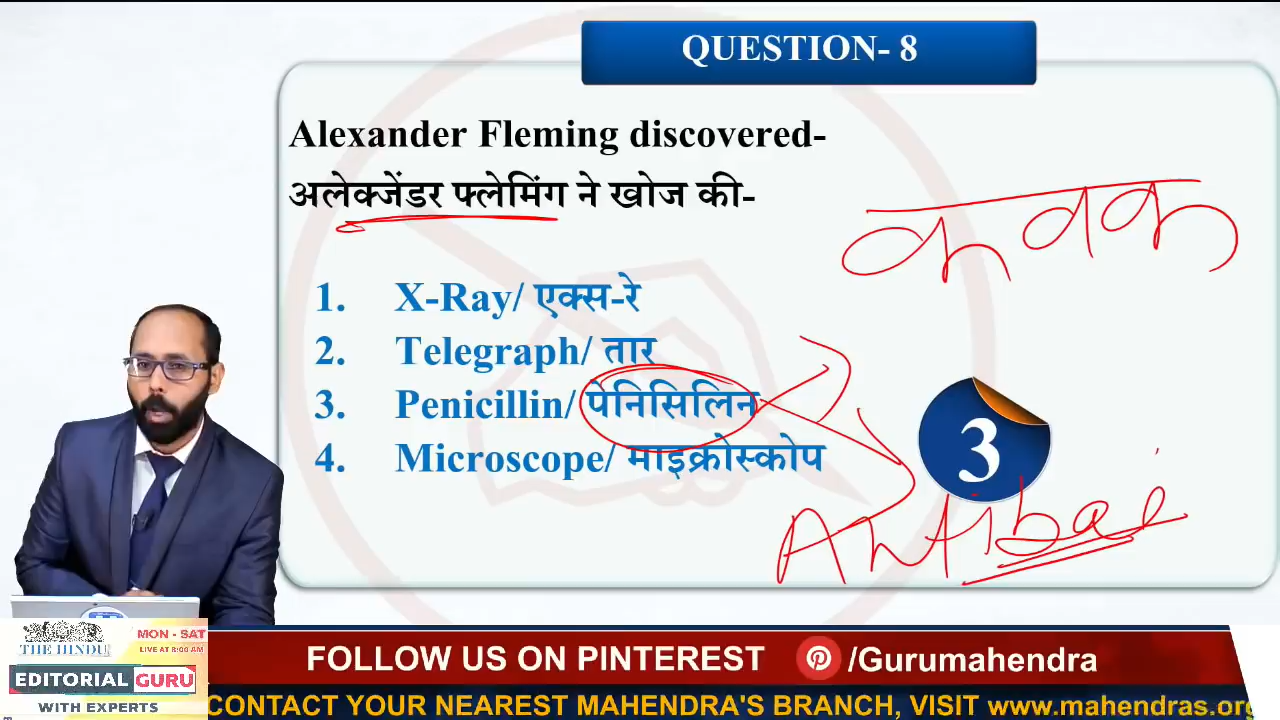 QUESTION- 8
Alexander Fleming discovered-
अलेक्जेंडर फ्लेमिंग ने खोज की-
कवक
1. X-Ray/ एक्स-रे
2. Telegraph/ तार
3. Penicillin/ पेनिसिलिन
4. Microscope/ माइक्रोस्कोप
3
THE HINDU
MON - SAT
LIVE AT 8:00 AM
EDITORIAL GURU
WITH EXPERTS
FOLLOW US ON PINTEREST /Gurumahendra
CONTACT YOUR NEAREST MAHENDRA'S BRANCH, VISIT www.mahendras.org